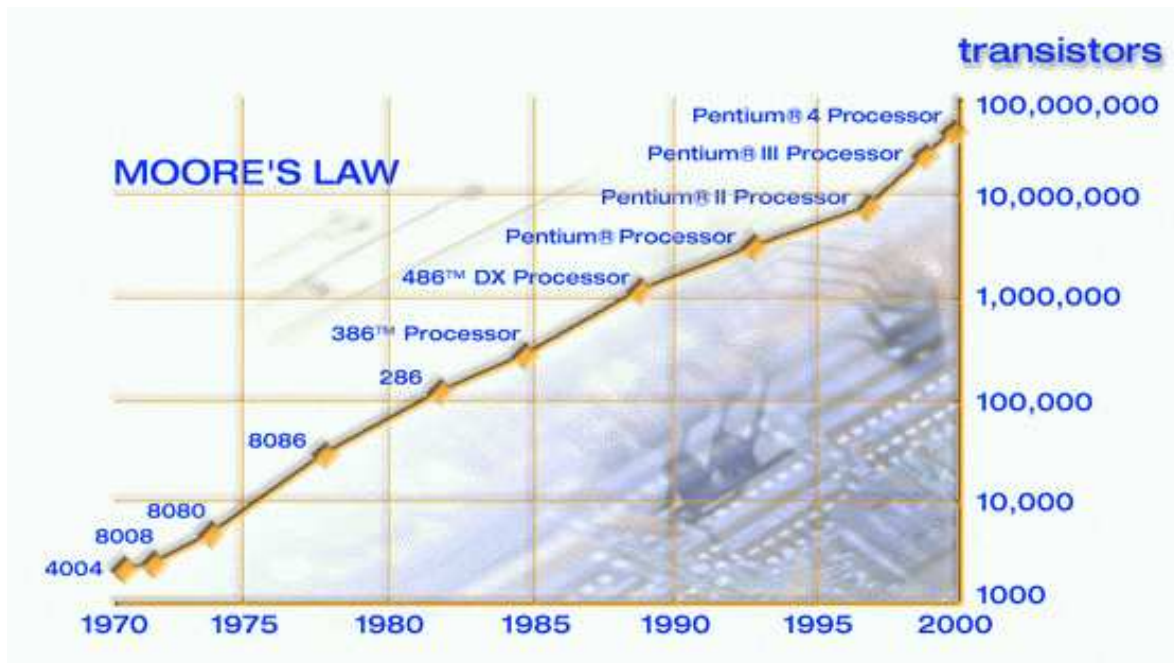 transistors
100,000,000
Pentium® 4 Processor
Pentium® III Processor
MOORE'S LAW
Pentium® II Processor
10,000,000
Pentium® Processor
486™ DX Processor
1,000,000
386™ Processor
286
100,000
8086
8080
10,000
8008
4004
1000
1970 1975 1980 1985 1990 1995 2000